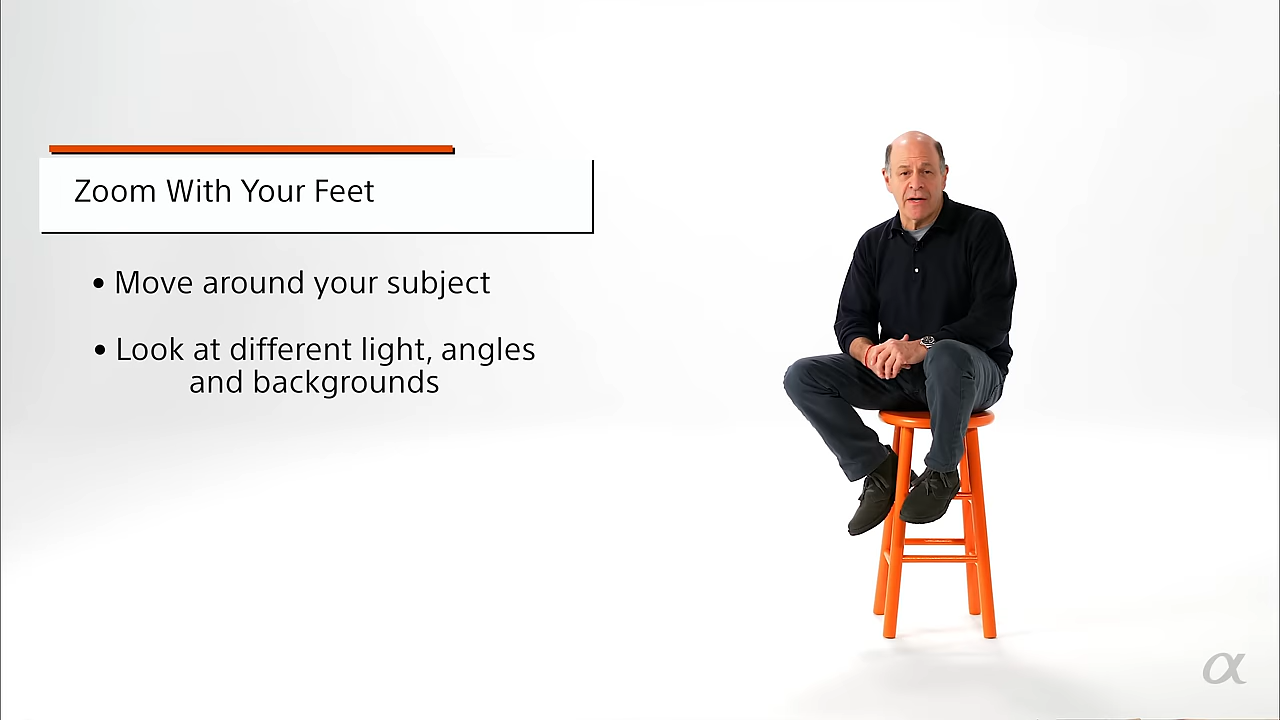 Zoom With Your Feet
• Move around your subject
• Look at different light, angles
and backgrounds
α